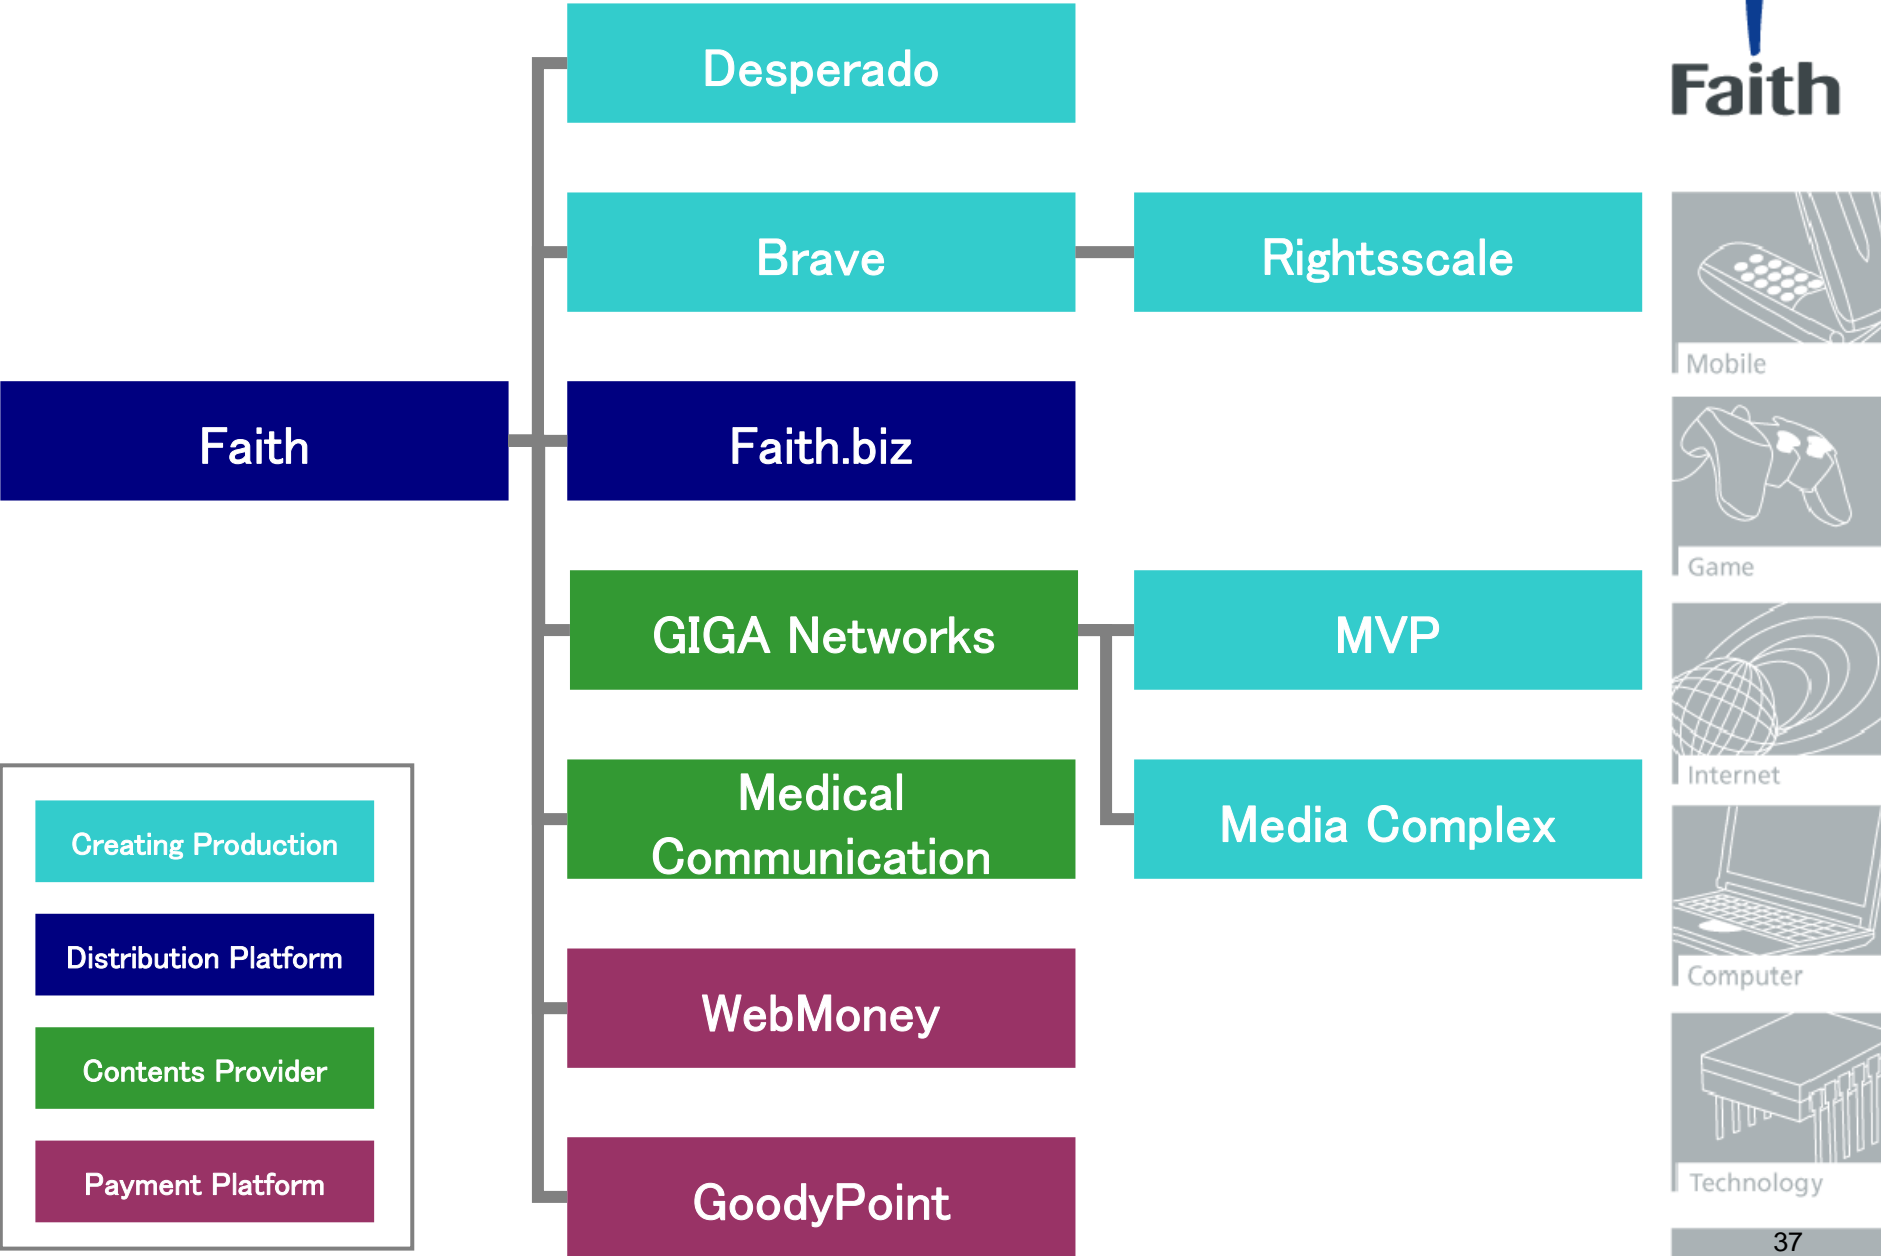 Desperado
Faith
Brave
Rightsscale
Mobile
Faith
Faith.biz
Game
GIGA Networks
MVP
Internet
Medical
Communication
Media Complex
Creating Production
Distribution Platform
Computer
WebMoney
Contents Provider
Payment Platform
GoodyPoint
Technology
37